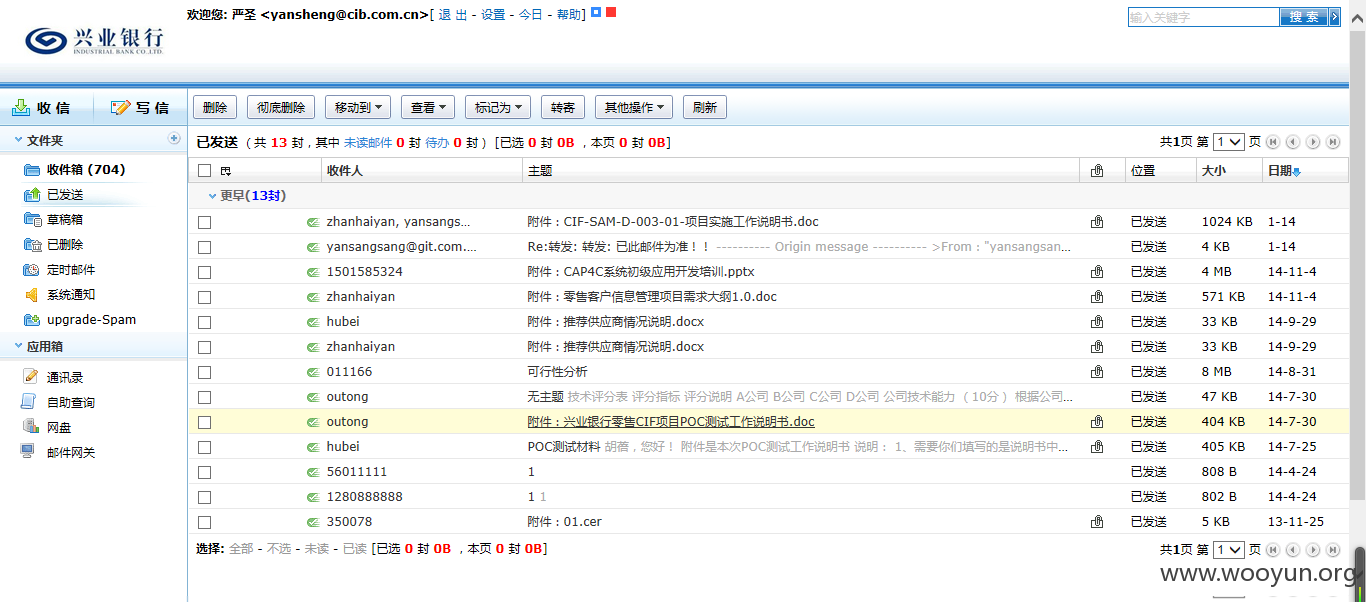 欢迎您: 严圣 <yansheng@cib.com.cn>[ 退 出 - 设置 - 今日 - 帮助]
输入关键字 搜 索
兴业银行
INDUSTRIAL BANK CO.,LTD.
收 信 写 信 删除 彻底删除 移动到 查看 标记为 转寄 其他操作 刷新
文件夹
已发送 ( 共 13 封，其中 未读邮件 0 封 待办 0 封 ) [已选 0 封 0B ，本页 0 封 0B] 共1页 第 1 页
收件箱 (704)
已发送
草稿箱
已删除
定时邮件
系统通知
upgrade-Spam
应用箱
通讯录
自助查询
网盘
邮件网关
收件人 主题 位置 大小 日期
更早(13封)
zhanhaiyan, yansangs... 附件：CIF-SAM-D-003-01-项目实施工作说明书.doc 已发送 1024 KB 1-14
yansangsang@git.com.... Re:转发: 转发: 已此邮件为准！！ ---------- Origin message ---------- >From : "yansangsan... 已发送 4 KB 1-14
1501585324 附件：CAP4C系统初级应用开发培训.pptx 已发送 4 MB 14-11-4
zhanhaiyan 附件：零售客户信息管理项目需求大纲1.0.doc 已发送 571 KB 14-11-4
hubei 附件：推荐供应商情况说明.docx 已发送 33 KB 14-9-29
zhanhaiyan 附件：推荐供应商情况说明.docx 已发送 33 KB 14-9-29
011166 可行性分析 已发送 8 MB 14-8-31
outong 无主题 技术评分表 评分指标 评分说明 A公司 B公司 C公司 D公司 公司技术能力 （10分） 根据公司... 已发送 47 KB 14-7-30
outong 附件：兴业银行零售CIF项目POC测试工作说明书.doc 已发送 404 KB 14-7-30
hubei POC测试材料 胡蓓，您好！ 附件是本次POC测试工作说明书 说明： 1、需要你们填写的是说明书中... 已发送 405 KB 14-7-25
56011111 1 已发送 808 B 14-4-24
1280888888 1 1 已发送 802 B 14-4-24
350078 附件：01.cer 已发送 5 KB 13-11-25
选择: 全部 - 不选 - 未读 - 已读 [已选 0 封 0B ，本页 0 封 0B] 共1页 第 1 页
www.wooyun.org